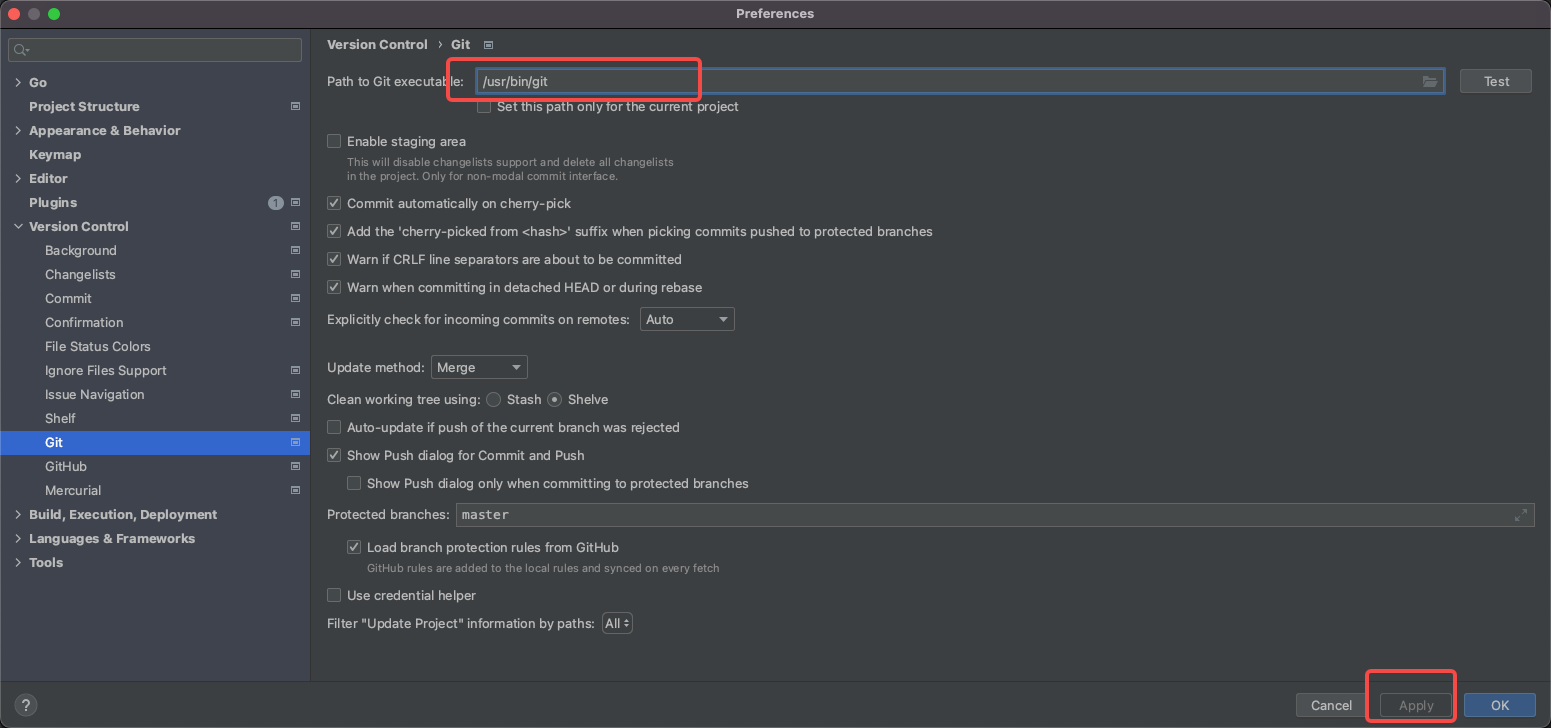 Preferences
Go
Project Structure
Appearance & Behavior
Keymap
Editor
Plugins 1
Version Control
Background
Changelists
Commit
Confirmation
File Status Colors
Ignore Files Support
Issue Navigation
Shelf
Git
GitHub
Mercurial
Build, Execution, Deployment
Languages & Frameworks
Tools
?
Version Control › Git
Path to Git executable: /usr/bin/git Test
Set this path only for the current project
Enable staging area
This will disable changelists support and delete all changelists
in the project. Only for non-modal commit interface.
Commit automatically on cherry-pick
Add the 'cherry-picked from <hash>' suffix when picking commits pushed to protected branches
Warn if CRLF line separators are about to be committed
Warn when committing in detached HEAD or during rebase
Explicitly check for incoming commits on remotes: Auto
Update method: Merge
Clean working tree using: Stash Shelve
Auto-update if push of the current branch was rejected
Show Push dialog for Commit and Push
Show Push dialog only when committing to protected branches
Protected branches: master
Load branch protection rules from GitHub
GitHub rules are added to the local rules and synced on every fetch
Use credential helper
Filter "Update Project" information by paths: All
Cancel Apply OK